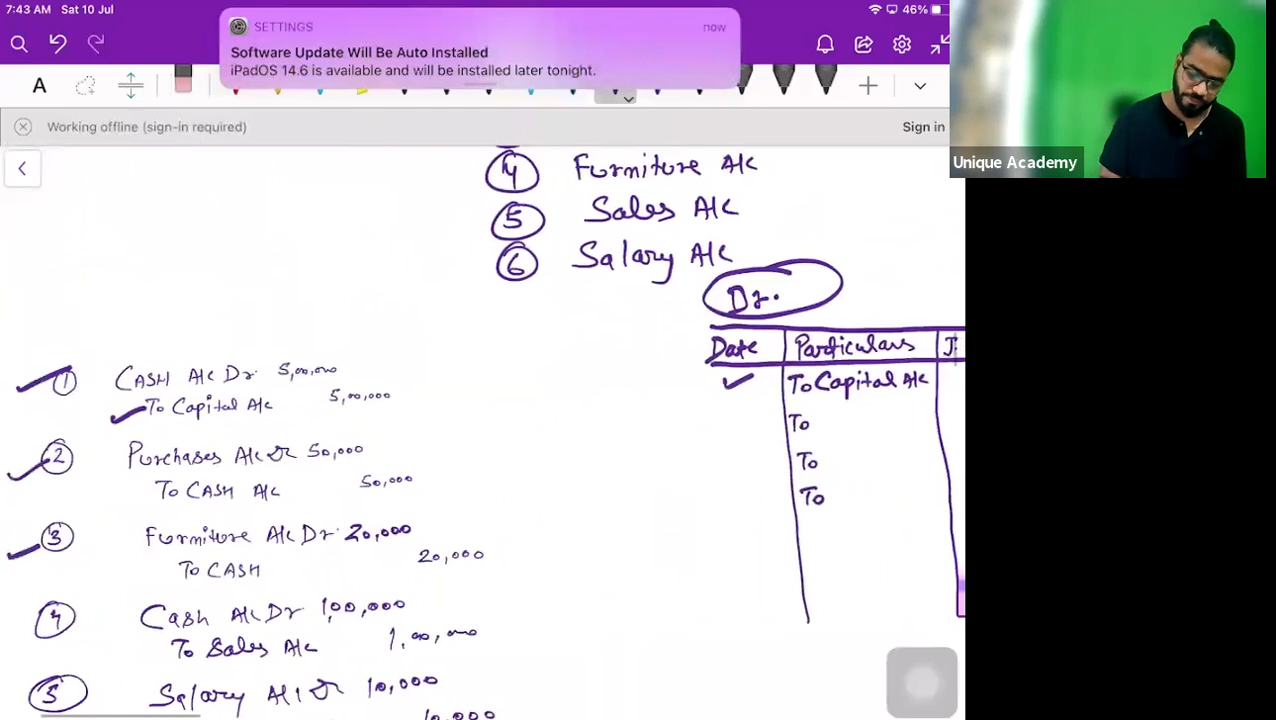 7:43 AM Sat 10 Jul
46%
SETTINGS
now
Software Update Will Be Auto Installed
iPadOS 14.6 is available and will be installed later tonight.
A
Working offline (sign-in required)
Sign in
Unique Academy
4 Furniture A/c
5 Sales A/c
6 Salary A/c
Dr.
Date Particulars J.
To Capital A/c
To
To
To
1 CASH A/c Dr 5,00,000
To Capital A/c 5,00,000
2 Purchases A/c Dr 50,000
To CASH A/c 50,000
3 Furniture A/c Dr 20,000
To CASH 20,000
4 Cash A/c Dr 1,00,000
To Sales A/c 1,00,000
5 Salary A/c Dr 10,000
10,000